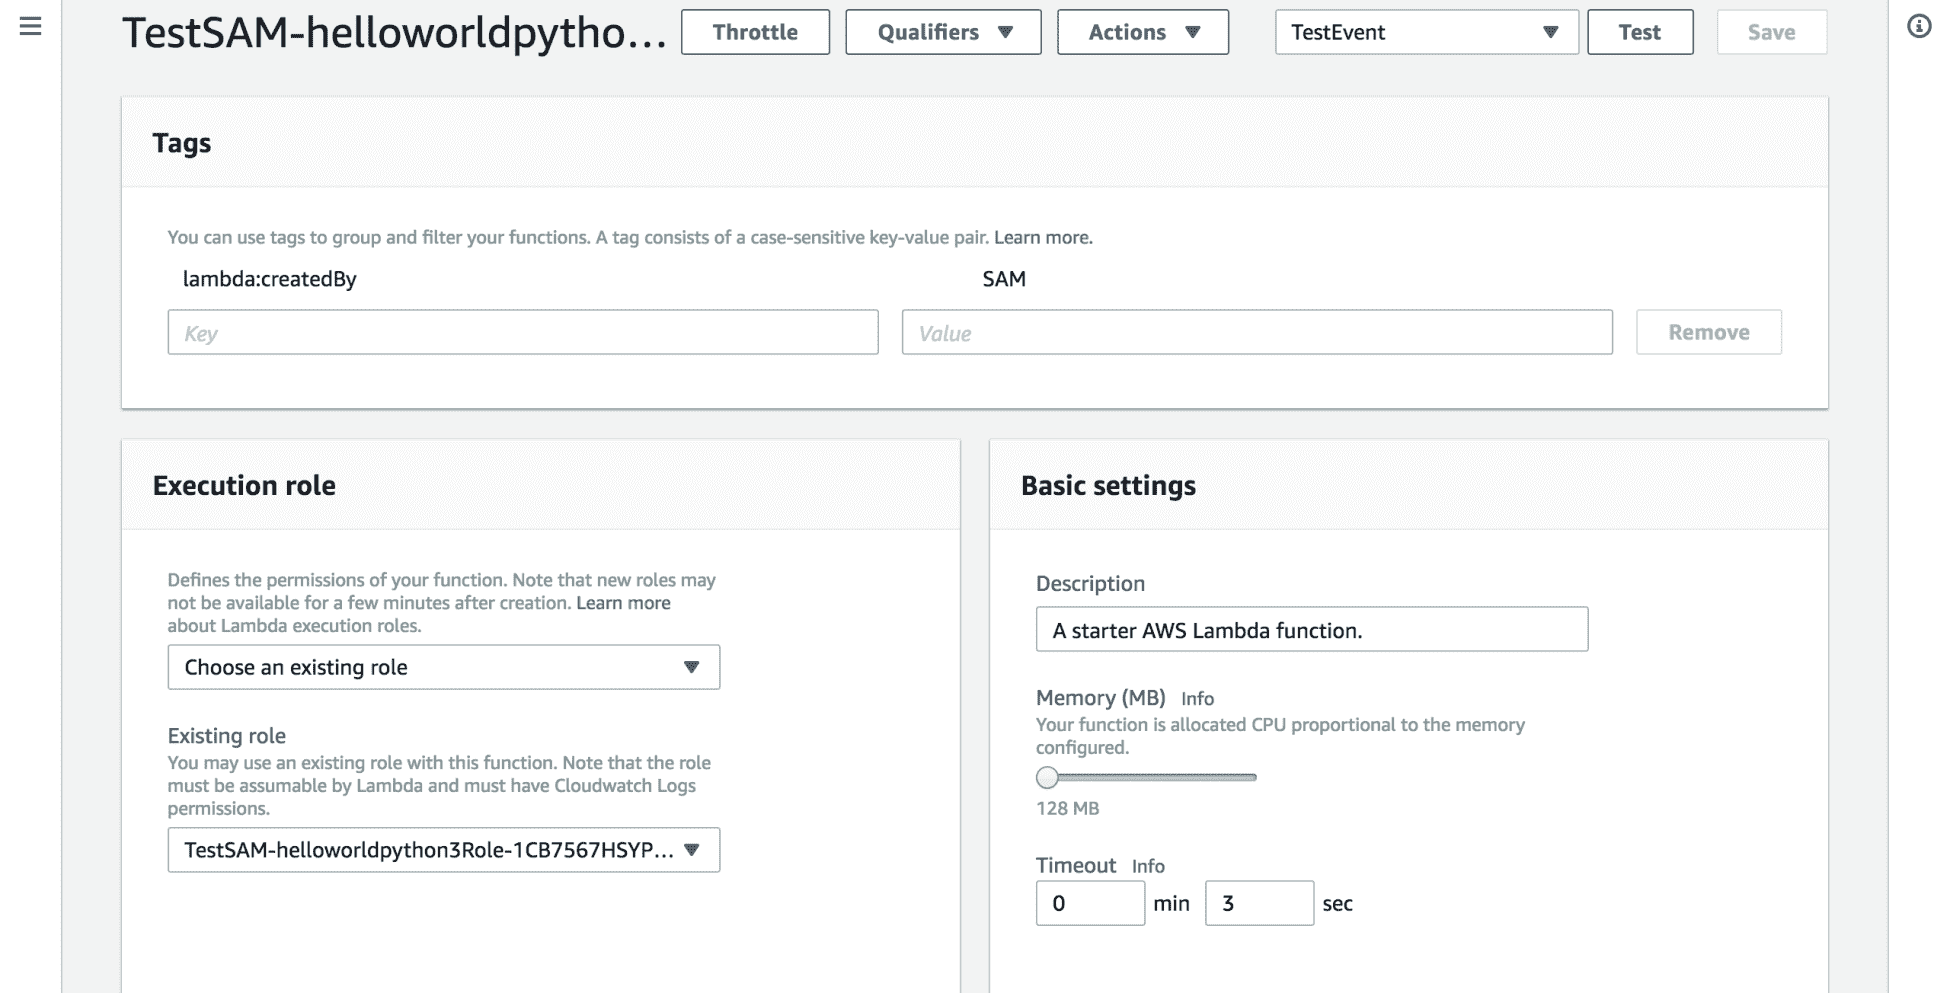 TestSAM-helloworldpytho...
Throttle
Qualifiers
Actions
TestEvent
Test
Save
Tags
You can use tags to group and filter your functions. A tag consists of a case-sensitive key-value pair. Learn more.
lambda:createdBy
SAM
Key
Value
Remove
Execution role
Defines the permissions of your function. Note that new roles may
not be available for a few minutes after creation. Learn more
about Lambda execution roles.
Choose an existing role
Existing role
You may use an existing role with this function. Note that the role
must be assumable by Lambda and must have Cloudwatch Logs
permissions.
TestSAM-helloworldpython3Role-1CB7567HSYP...
Basic settings
Description
A starter AWS Lambda function.
Memory (MB) Info
Your function is allocated CPU proportional to the memory
configured.
128 MB
Timeout Info
0 min 3 sec